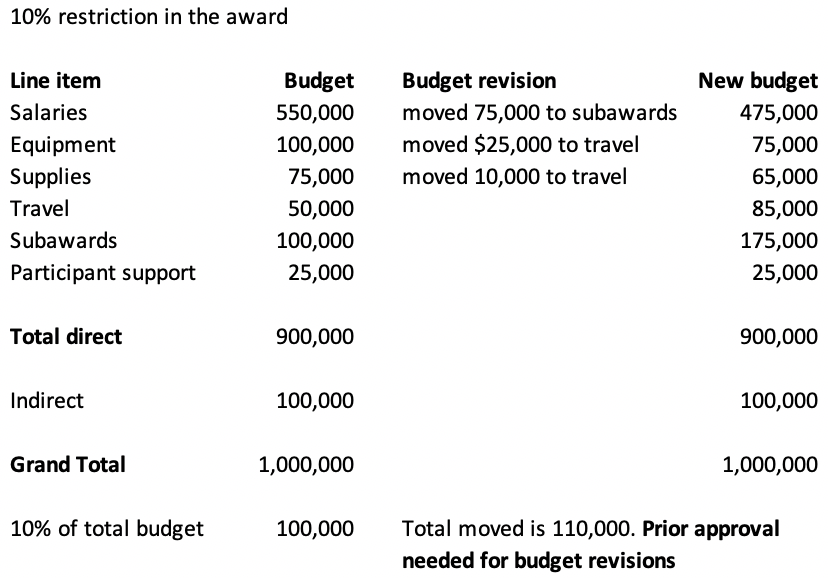 10% restriction in the award
Line item Budget Budget revision New budget
Salaries 550,000 moved 75,000 to subawards 475,000
Equipment 100,000 moved $25,000 to travel 75,000
Supplies 75,000 moved 10,000 to travel 65,000
Travel 50,000 85,000
Subawards 100,000 175,000
Participant support 25,000 25,000
Total direct 900,000 900,000
Indirect 100,000 100,000
Grand Total 1,000,000 1,000,000
10% of total budget 100,000 Total moved is 110,000. Prior approval
needed for budget revisions